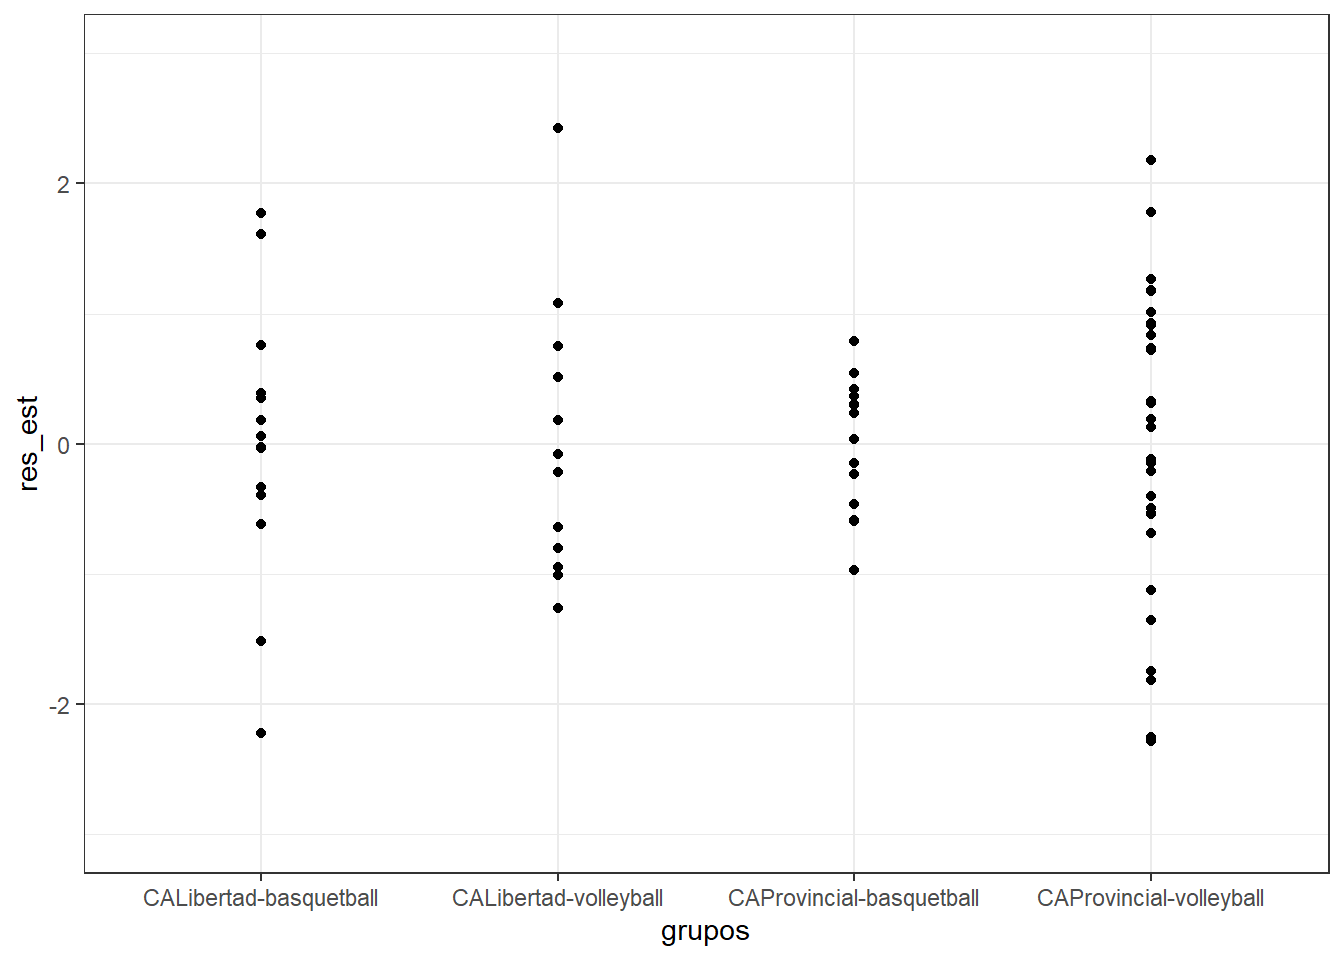 res_est
2
0
-2
CALibertad-basquetball
CALibertad-volleyball
CAProvincial-basquetball
CAProvincial-volleyball
grupos